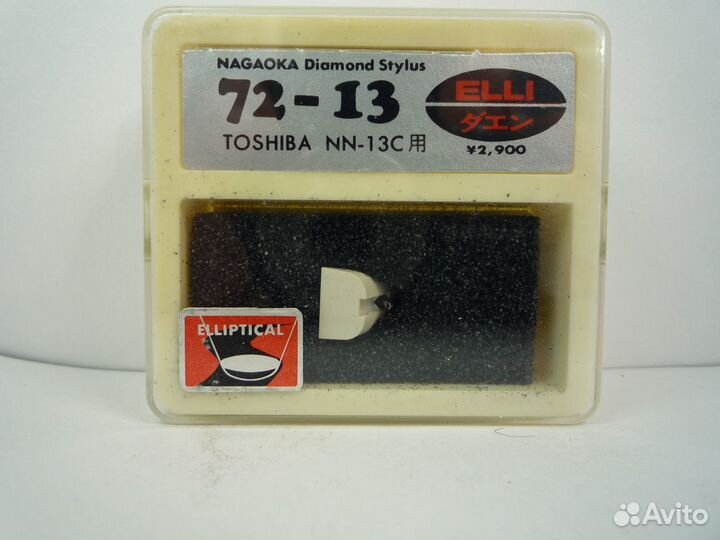 NAGAOKA Diamond Stylus
72-13
TOSHIBA NN-13C用
ELLI
ダエン
¥2,900
ELLIPTICAL
Avito